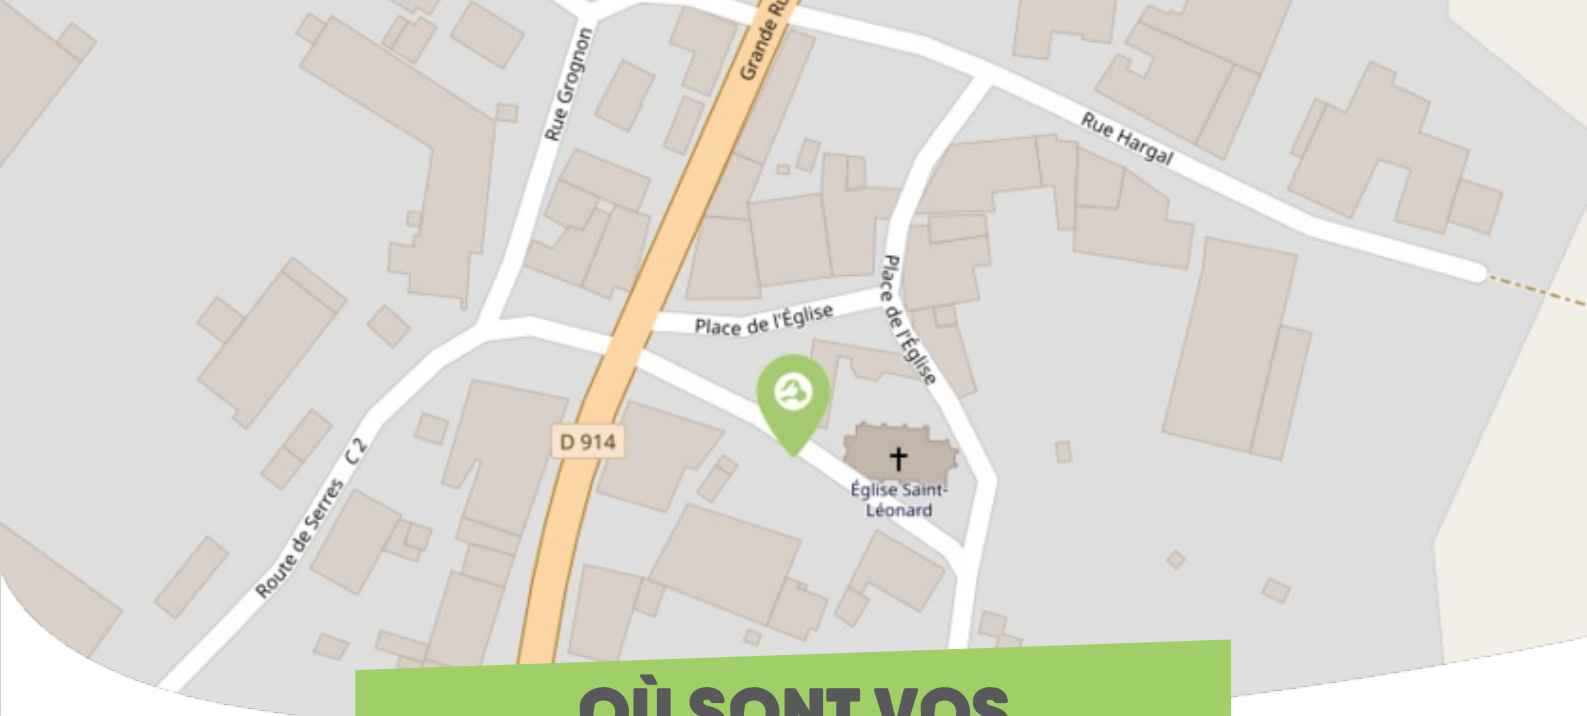 Grande Ru
Rue Grognon
Rue Hargal
Place de l'Église
Place de l'Église
D 914
Route de Serres C 2
Église Saint-
Léonard
OÙ SONT VOS